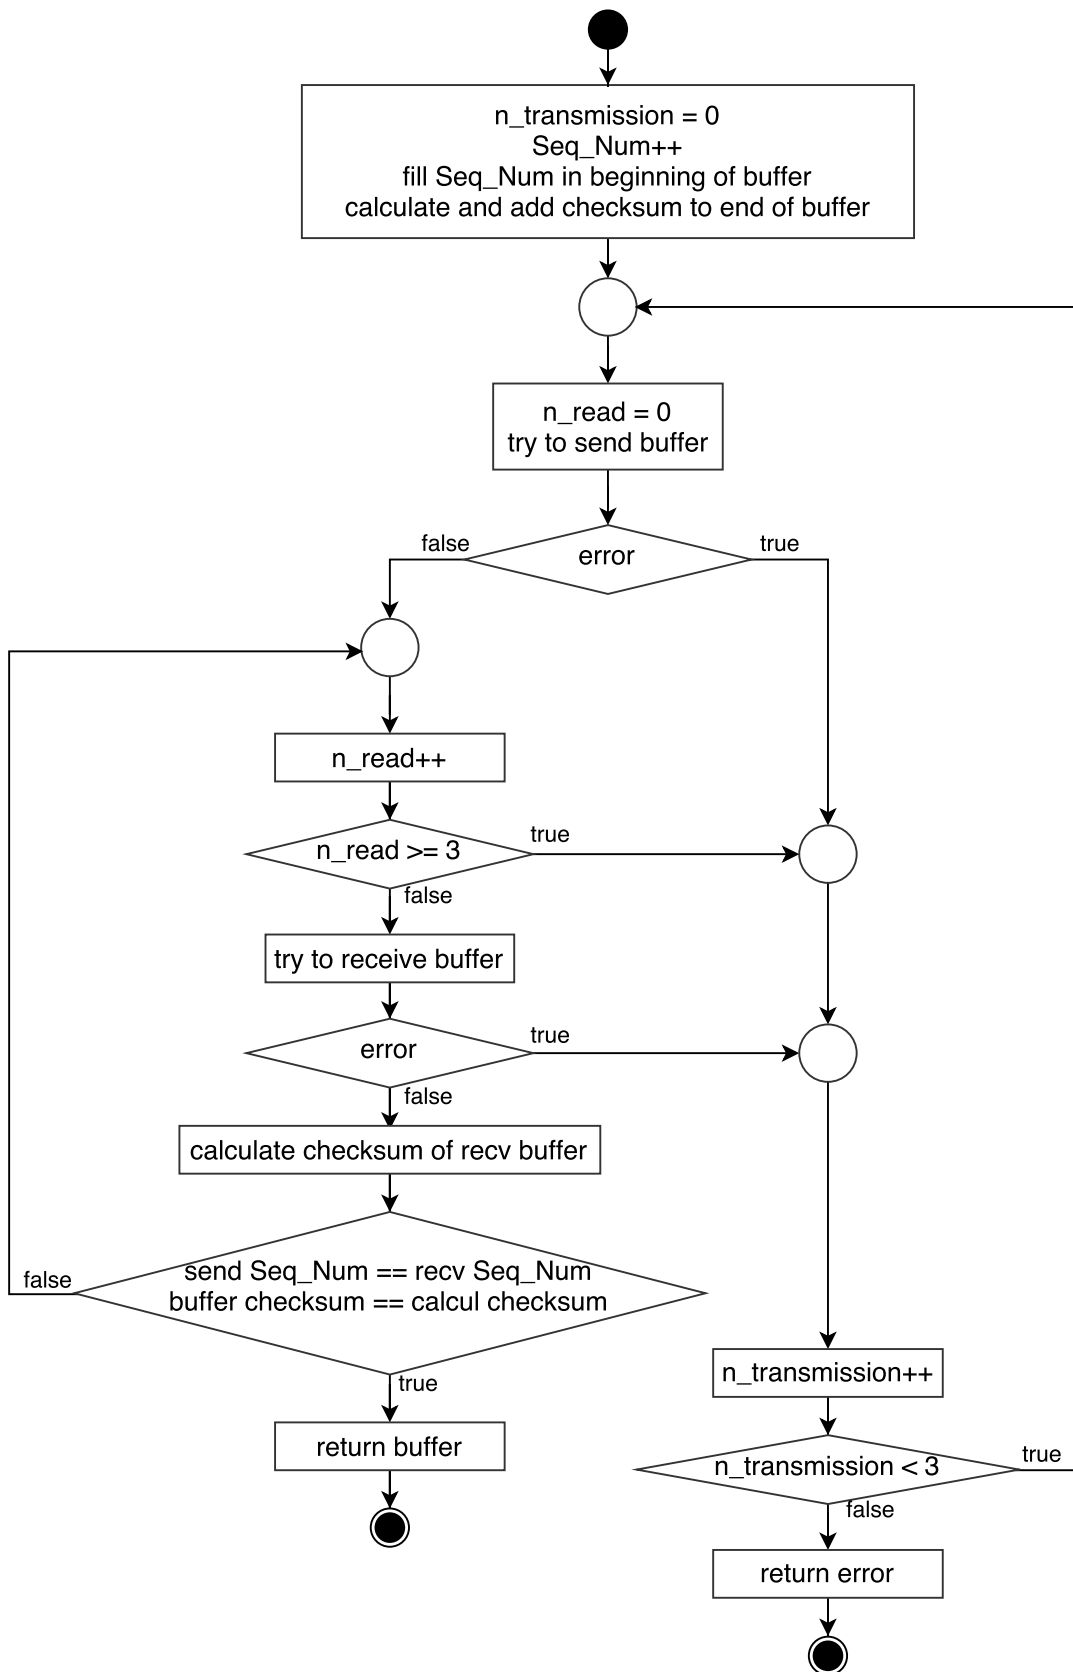 n_transmission = 0
Seq_Num++
fill Seq_Num in beginning of buffer
calculate and add checksum to end of buffer
n_read = 0
try to send buffer
false
error
true
n_read++
n_read >= 3
true
false
try to receive buffer
error
true
false
calculate checksum of recv buffer
send Seq_Num == recv Seq_Num
buffer checksum == calcul checksum
false
true
return buffer
n_transmission++
n_transmission < 3
true
false
return error